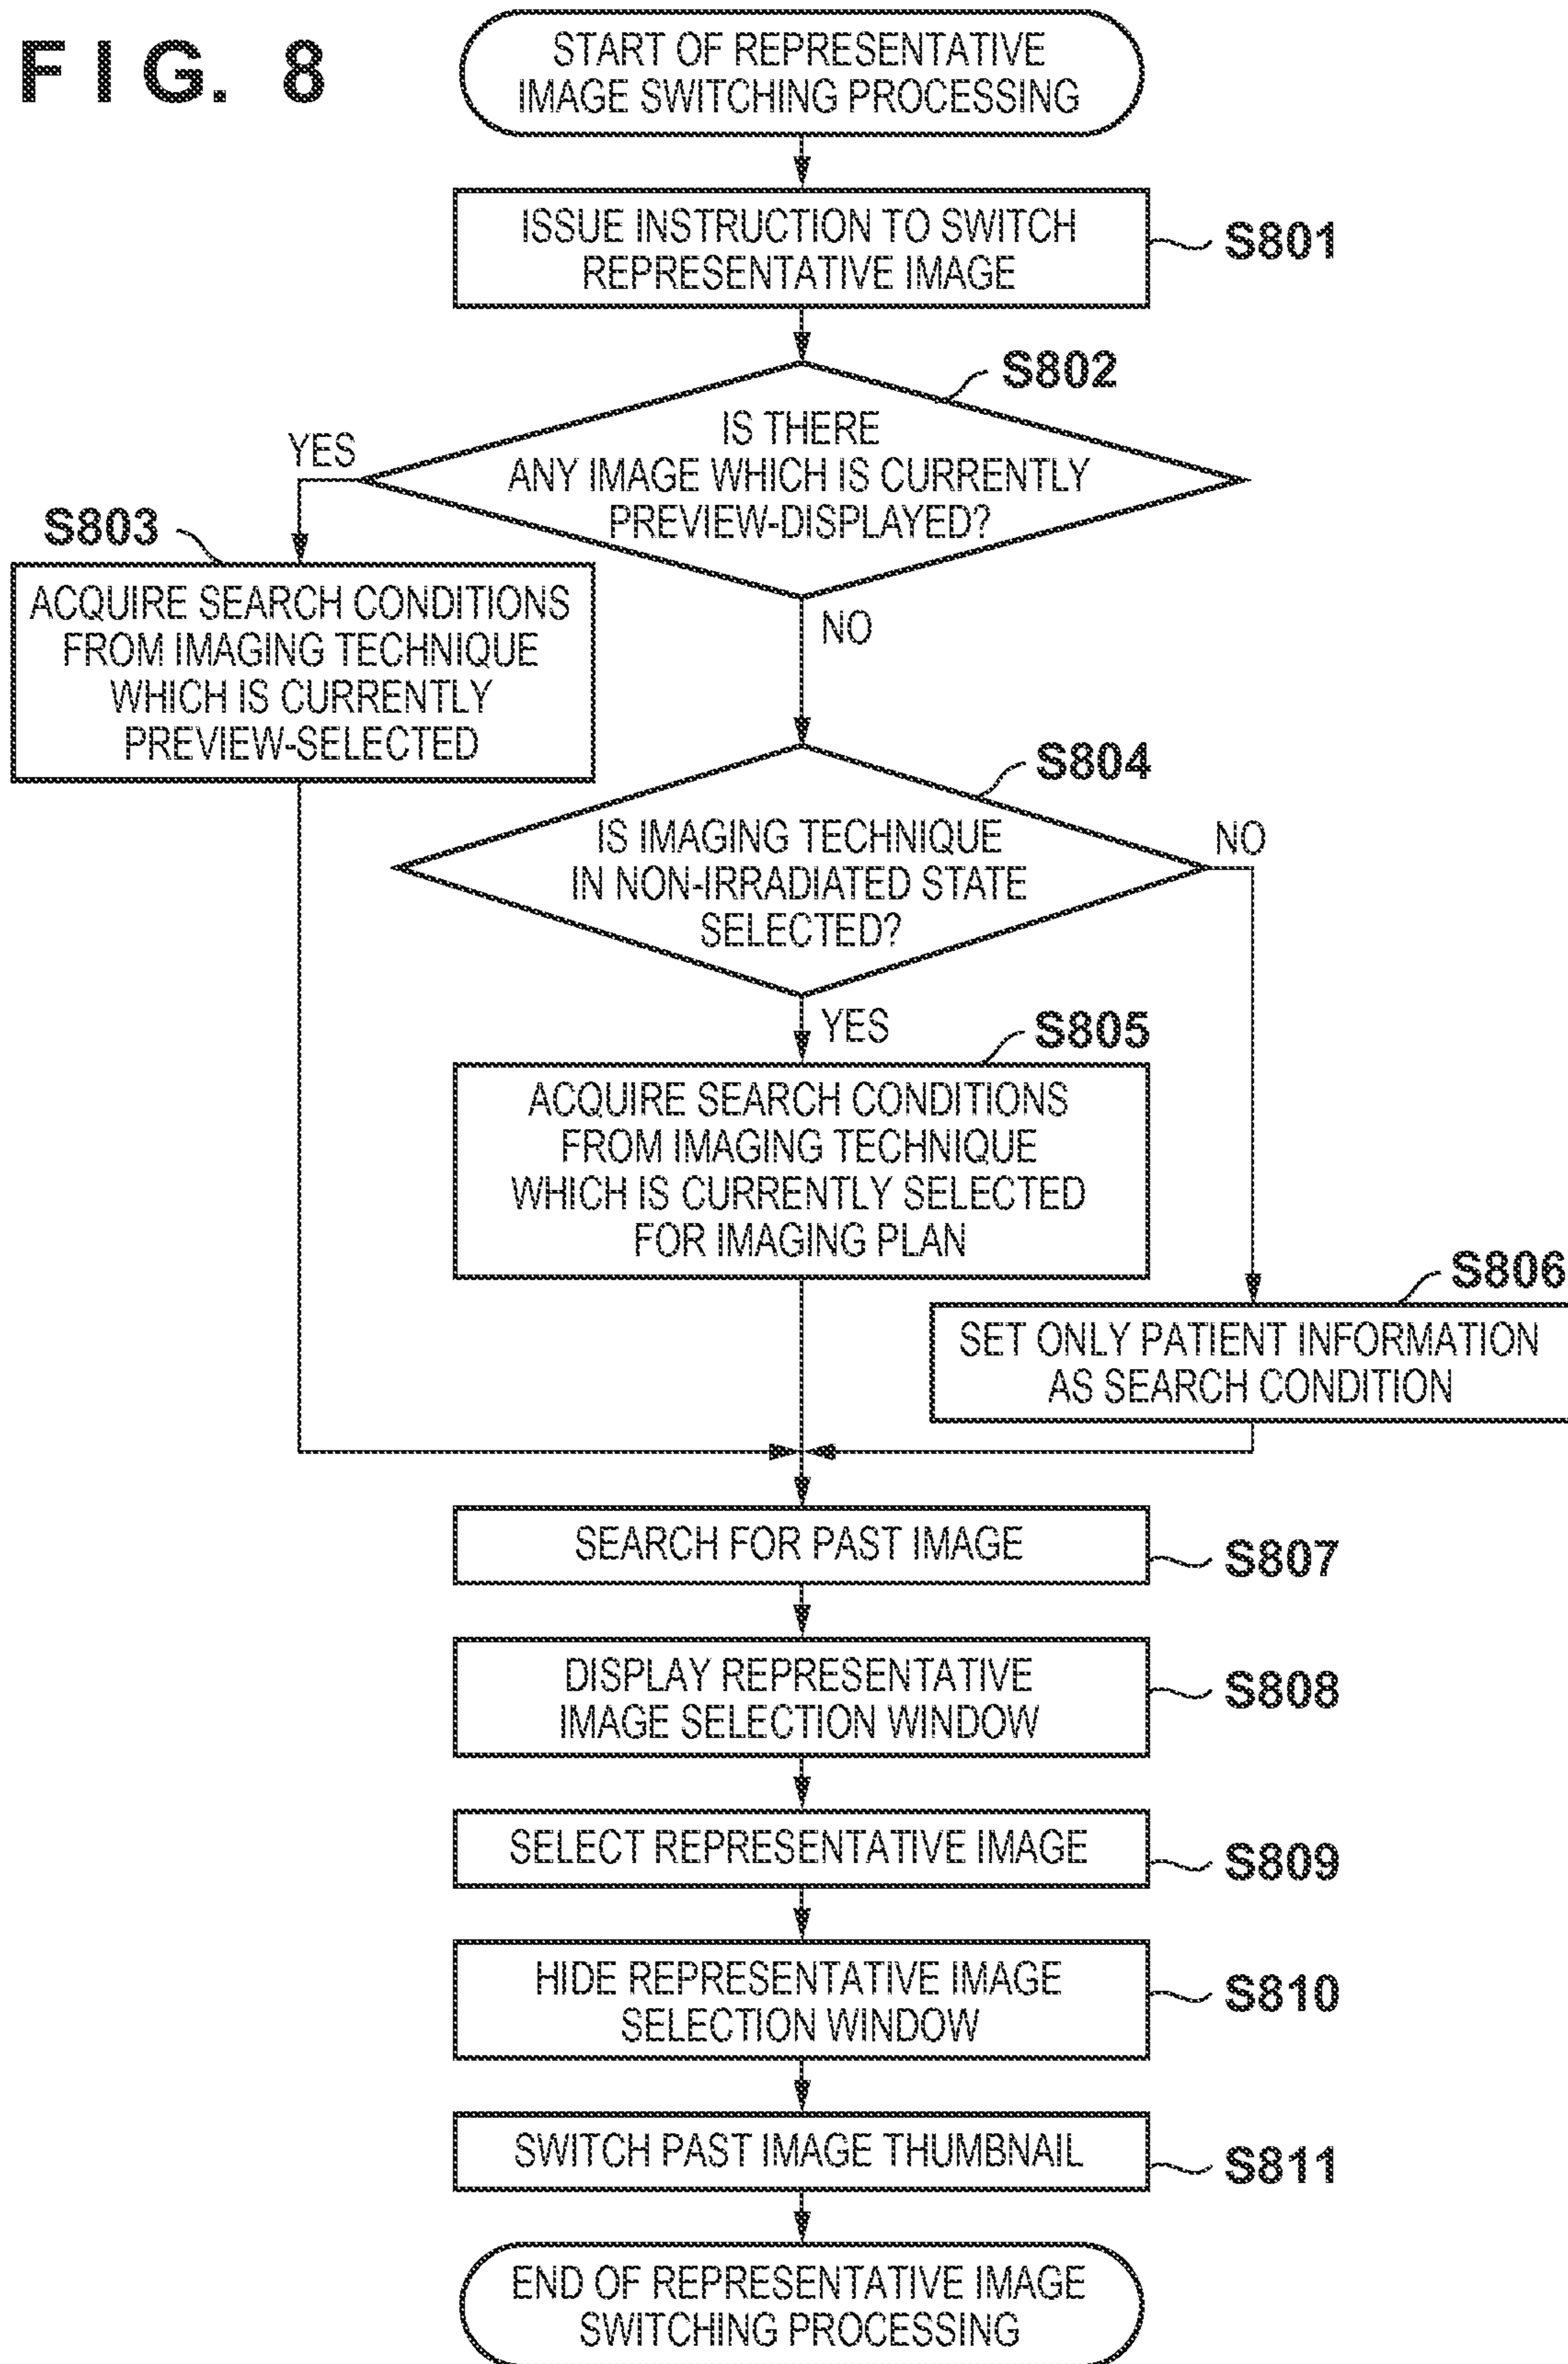 FIG. 8
START OF REPRESENTATIVE
IMAGE SWITCHING PROCESSING
ISSUE INSTRUCTION TO SWITCH
REPRESENTATIVE IMAGE
S801
S802
IS THERE
ANY IMAGE WHICH IS CURRENTLY
PREVIEW-DISPLAYED?
YES
NO
S803
ACQUIRE SEARCH CONDITIONS
FROM IMAGING TECHNIQUE
WHICH IS CURRENTLY
PREVIEW-SELECTED
S804
IS IMAGING TECHNIQUE
IN NON-IRRADIATED STATE
SELECTED?
NO
YES
S805
ACQUIRE SEARCH CONDITIONS
FROM IMAGING TECHNIQUE
WHICH IS CURRENTLY SELECTED
FOR IMAGING PLAN
S806
SET ONLY PATIENT INFORMATION
AS SEARCH CONDITION
SEARCH FOR PAST IMAGE
S807
DISPLAY REPRESENTATIVE
IMAGE SELECTION WINDOW
S808
SELECT REPRESENTATIVE IMAGE
S809
HIDE REPRESENTATIVE IMAGE
SELECTION WINDOW
S810
SWITCH PAST IMAGE THUMBNAIL
S811
END OF REPRESENTATIVE IMAGE
SWITCHING PROCESSING